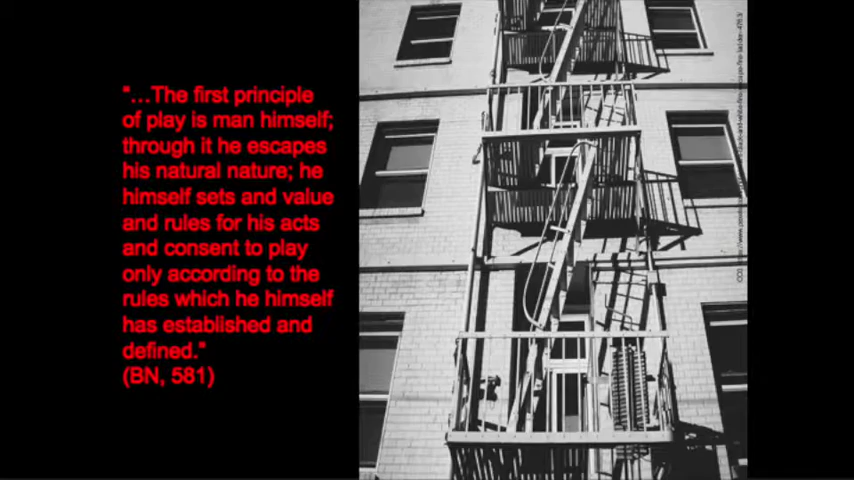 "…The first principle
of play is man himself;
through it he escapes
his natural nature; he
himself sets and value
and rules for his acts
and consent to play
only according to the
rules which he himself
has established and
defined."
(BN, 581)